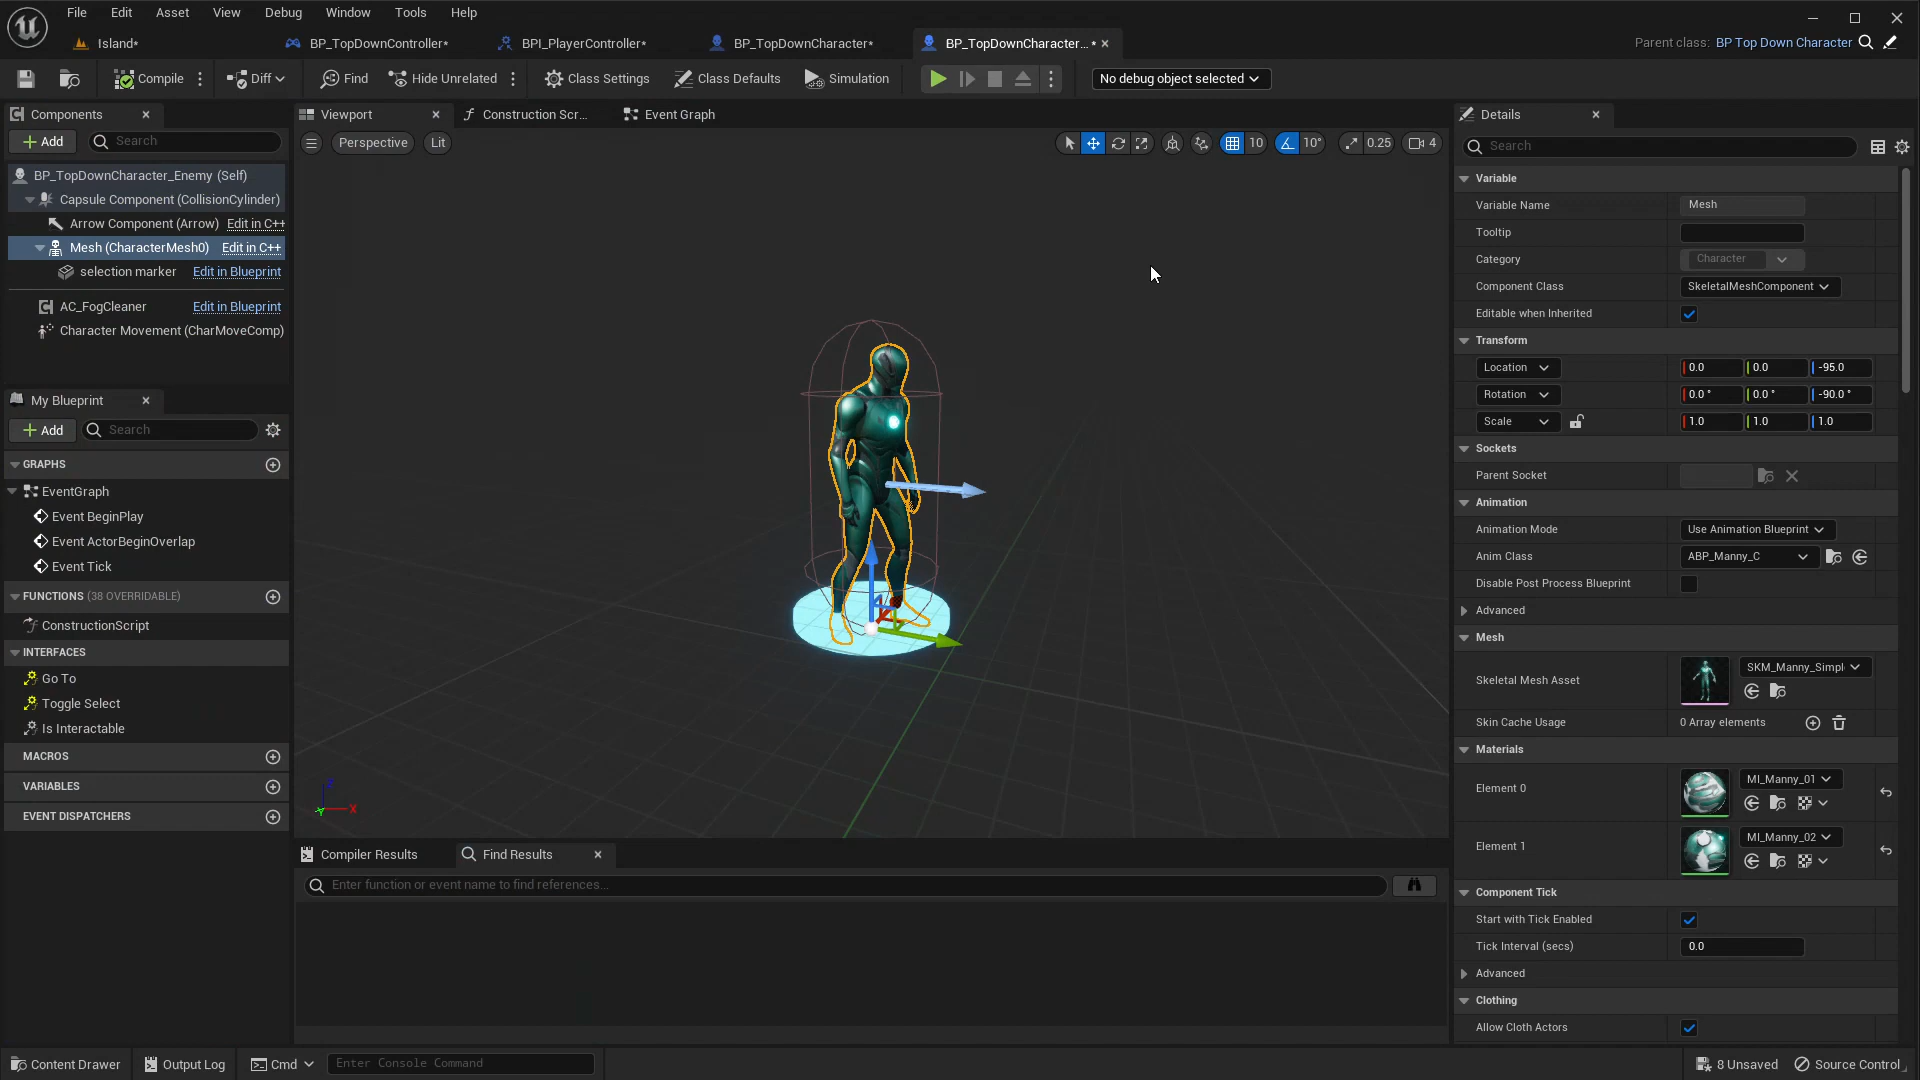 File Edit Asset View Debug Window Tools Help
Island* BP_TopDownController* BPI_PlayerController* BP_TopDownCharacter* BP_TopDownCharacter...* Parent class: BP Top Down Character
Compile Diff Find Hide Unrelated Class Settings Class Defaults Simulation No debug object selected
Components
Add Search
BP_TopDownCharacter_Enemy (Self)
Capsule Component (CollisionCylinder)
Arrow Component (Arrow) Edit in C++
Mesh (CharacterMesh0) Edit in C++
selection marker Edit in Blueprint
AC_FogCleaner Edit in Blueprint
Character Movement (CharMoveComp)
My Blueprint
Add Search
GRAPHS
EventGraph
Event BeginPlay
Event ActorBeginOverlap
Event Tick
FUNCTIONS (38 OVERRIDABLE)
ConstructionScript
INTERFACES
Go To
Toggle Select
Is Interactable
MACROS
VARIABLES
EVENT DISPATCHERS
Viewport Construction Scr... Event Graph
Perspective Lit 10 10° 0.25 4
Z X Y
Compiler Results Find Results
Enter function or event name to find references...
Details
Search
Variable
Variable Name Mesh
Tooltip
Category Character
Component Class SkeletalMeshComponent
Editable when Inherited
Transform
Location 0.0 0.0 -95.0
Rotation 0.0 ° 0.0 ° -90.0 °
Scale 1.0 1.0 1.0
Sockets
Parent Socket
Animation
Animation Mode Use Animation Blueprint
Anim Class ABP_Manny_C
Disable Post Process Blueprint
Advanced
Mesh
Skeletal Mesh Asset SKM_Manny_Simpl
Skin Cache Usage 0 Array elements
Materials
Element 0 MI_Manny_01
Element 1 MI_Manny_02
Component Tick
Start with Tick Enabled
Tick Interval (secs) 0.0
Advanced
Clothing
Allow Cloth Actors
Content Drawer Output Log Cmd Enter Console Command 8 Unsaved Source Control